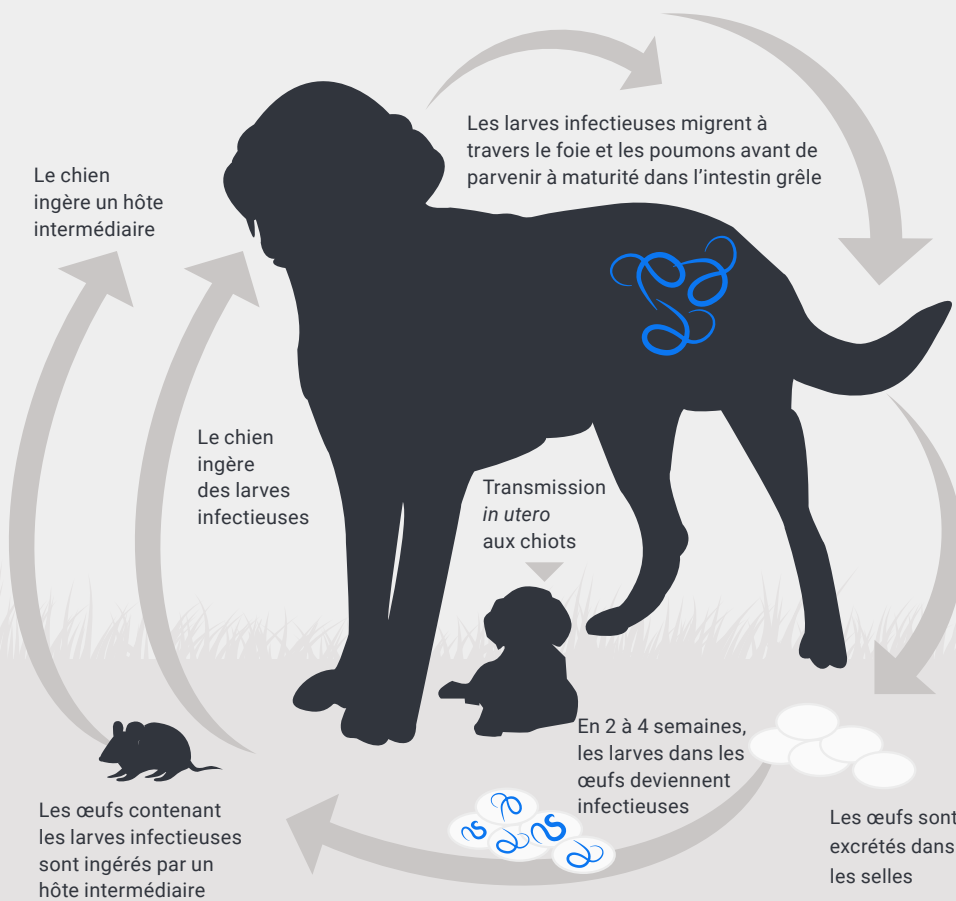 Les larves infectieuses migrent à
travers le foie et les poumons avant de
parvenir à maturité dans l’intestin grêle
Le chien
ingère un hôte
intermédiaire
Le chien
ingère
des larves
infectieuses
Transmission
in utero
aux chiots
En 2 à 4 semaines,
les larves dans les
œufs deviennent
infectieuses
Les œufs sont
excrétés dans
les selles
Les œufs contenant
les larves infectieuses
sont ingérés par un
hôte intermédiaire